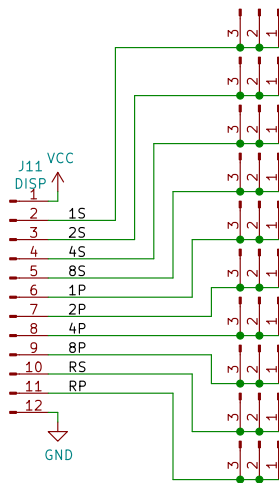 3 2 1
3 2 1
3 2 1
J11
VCC
DISP
3 2 1
1
2 1S
3 2 1
3 2S
4 4S
3 2 1
5 8S
6 1P
3 2 1
7 2P
8 4P
3 2 1
9 8P
10 RS
3 2 1
11 RP
12
3 2 1
GND